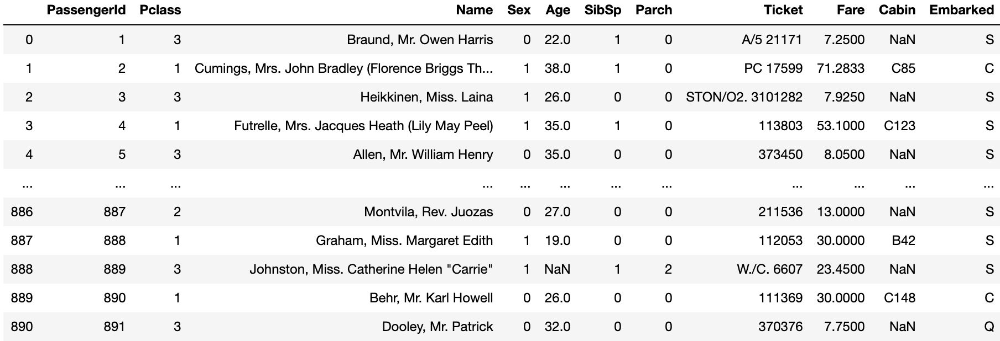 PassengerId Pclass Name Sex Age SibSp Parch Ticket Fare Cabin Embarked
0 1 3 Braund, Mr. Owen Harris 0 22.0 1 0 A/5 21171 7.2500 NaN S
1 2 1 Cumings, Mrs. John Bradley (Florence Briggs Th... 1 38.0 1 0 PC 17599 71.2833 C85 C
2 3 3 Heikkinen, Miss. Laina 1 26.0 0 0 STON/O2. 3101282 7.9250 NaN S
3 4 1 Futrelle, Mrs. Jacques Heath (Lily May Peel) 1 35.0 1 0 113803 53.1000 C123 S
4 5 3 Allen, Mr. William Henry 0 35.0 0 0 373450 8.0500 NaN S
... ... ... ... ... ... ... ... ... ... ... ...
886 887 2 Montvila, Rev. Juozas 0 27.0 0 0 211536 13.0000 NaN S
887 888 1 Graham, Miss. Margaret Edith 1 19.0 0 0 112053 30.0000 B42 S
888 889 3 Johnston, Miss. Catherine Helen "Carrie" 1 NaN 1 2 W./C. 6607 23.4500 NaN S
889 890 1 Behr, Mr. Karl Howell 0 26.0 0 0 111369 30.0000 C148 C
890 891 3 Dooley, Mr. Patrick 0 32.0 0 0 370376 7.7500 NaN Q